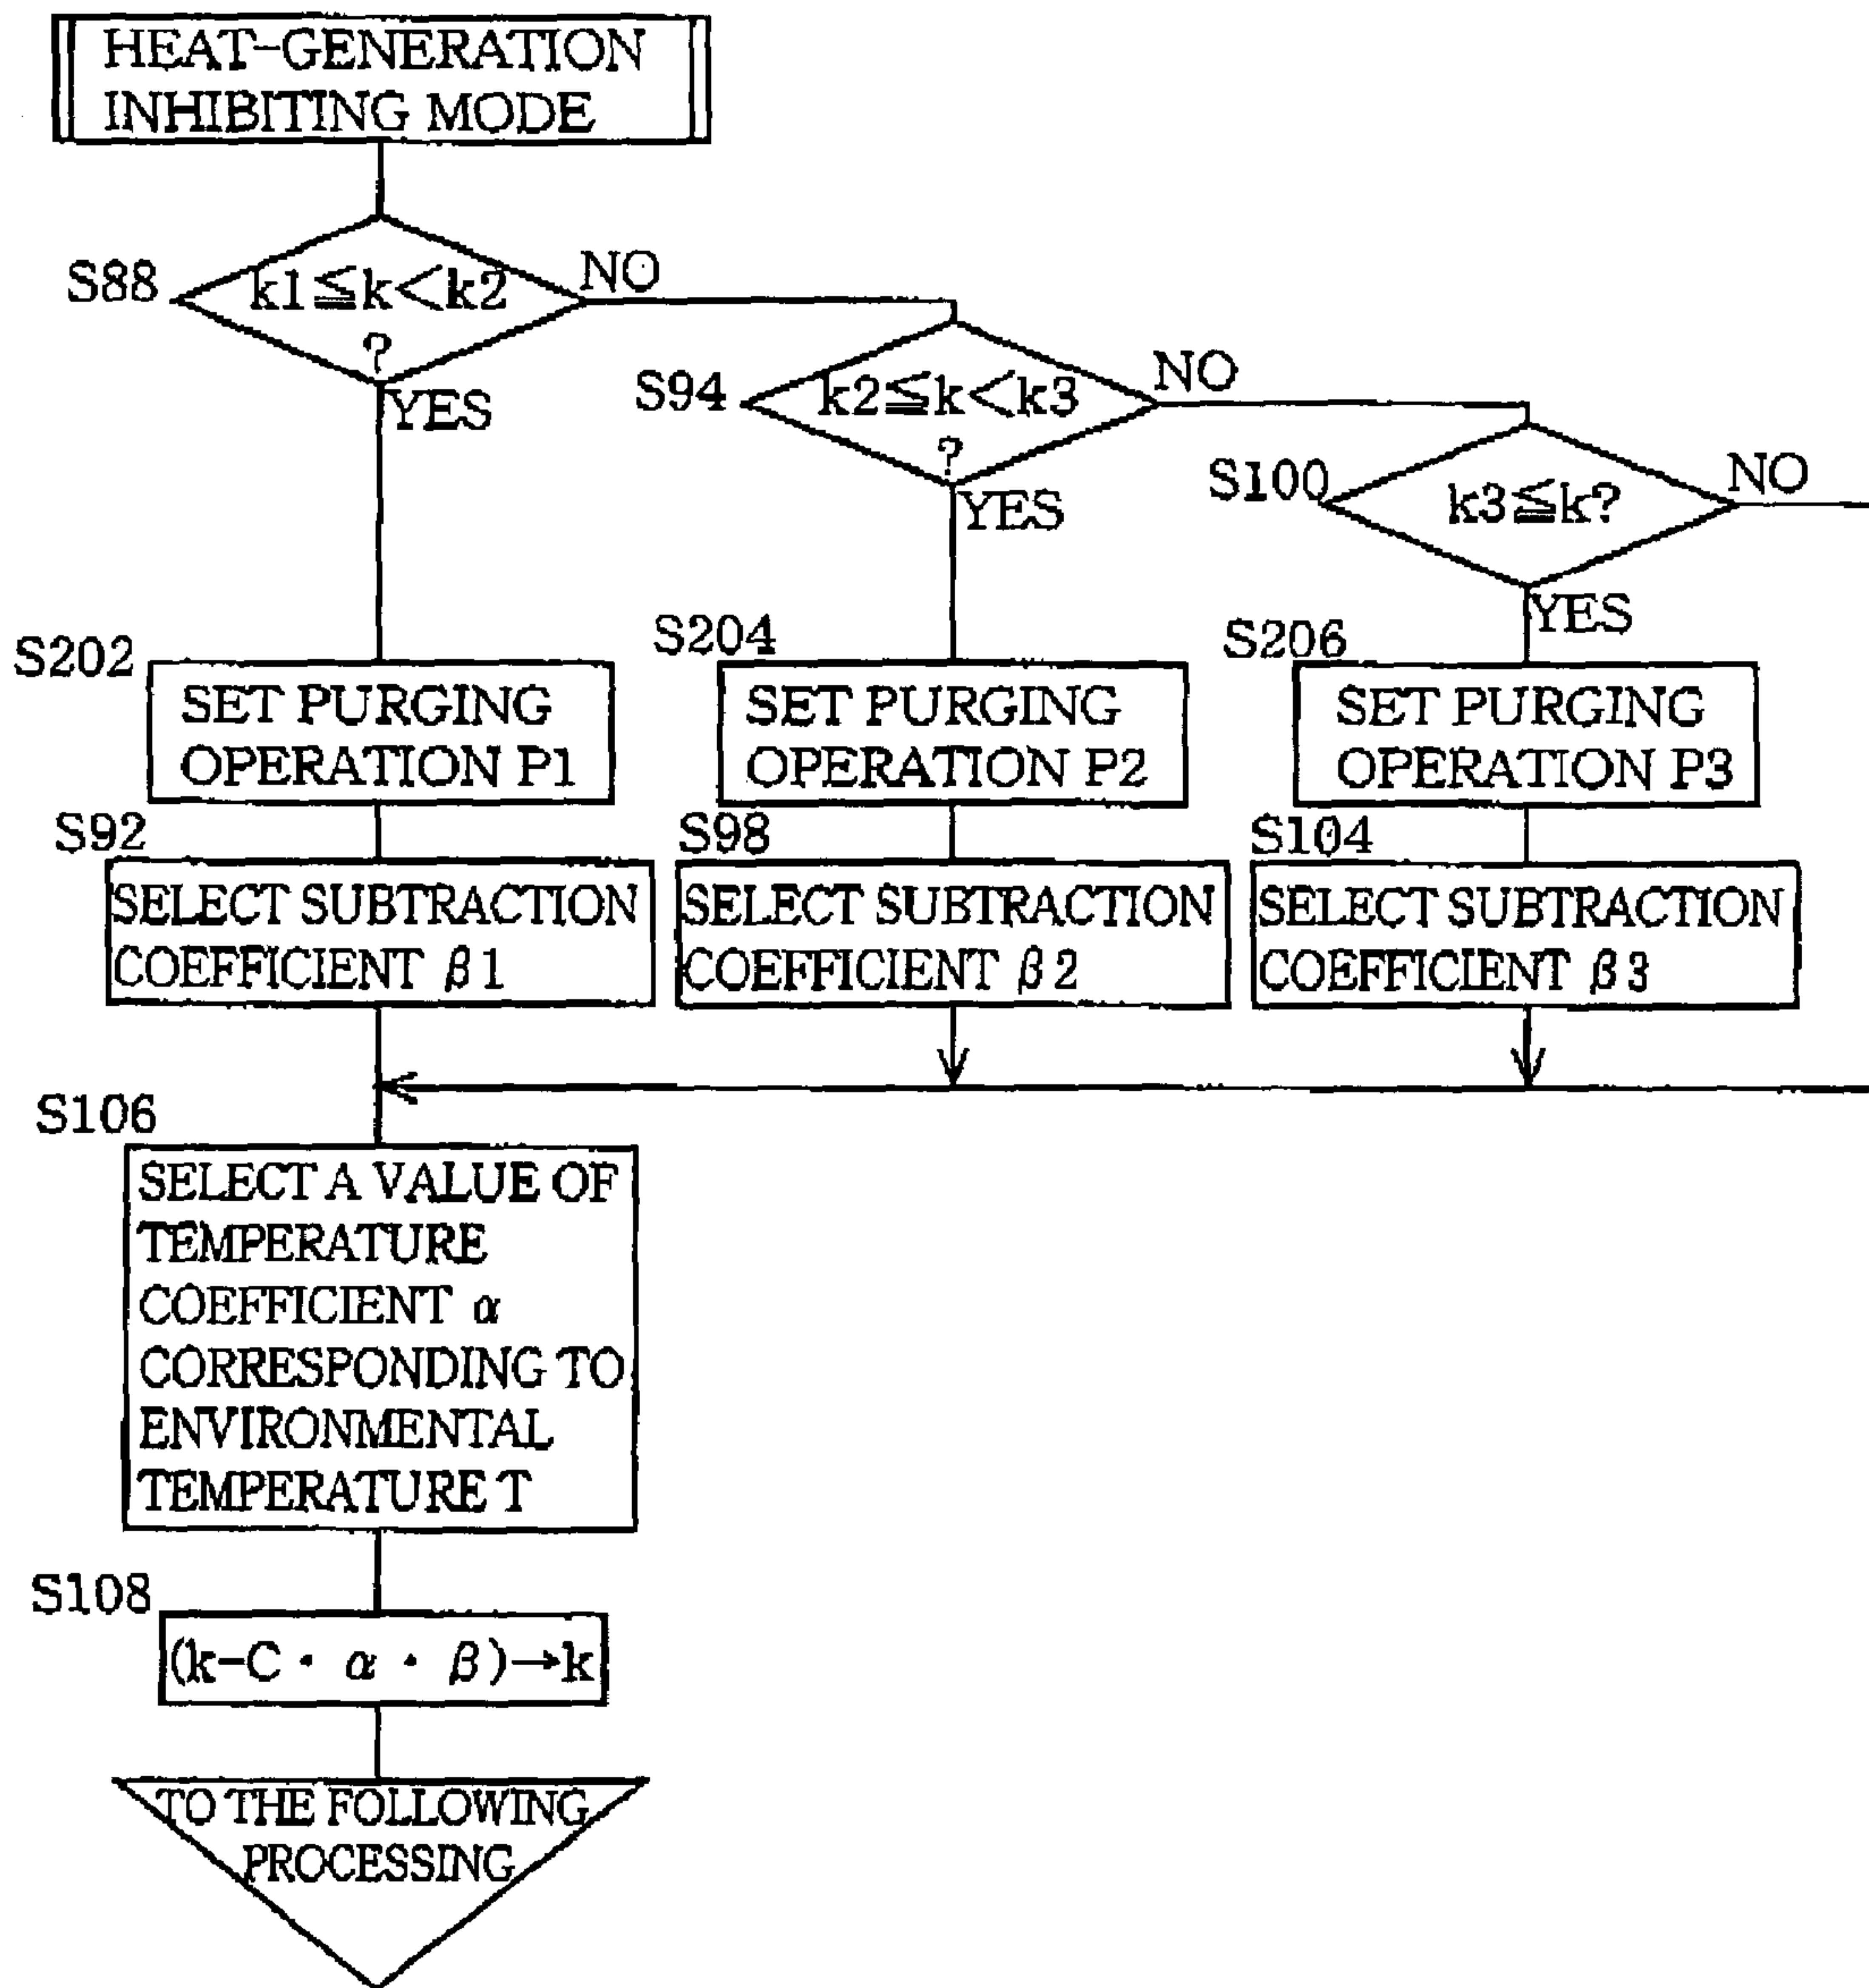 HEAT-GENERATION
INHIBITING MODE
S88
k1≦k<k2
?
NO
YES
S94
k2≦k<k3
?
NO
YES
S100
k3≦k?
NO
YES
S202
SET PURGING
OPERATION P1
S204
SET PURGING
OPERATION P2
S206
SET PURGING
OPERATION P3
S92
SELECT SUBTRACTION
COEFFICIENT β1
S98
SELECT SUBTRACTION
COEFFICIENT β2
S104
SELECT SUBTRACTION
COEFFICIENT β3
S106
SELECT A VALUE OF
TEMPERATURE
COEFFICIENT α
CORRESPONDING TO
ENVIRONMENTAL
TEMPERATURE T
S108
(k-C・α・β)→k
TO THE FOLLOWING
PROCESSING